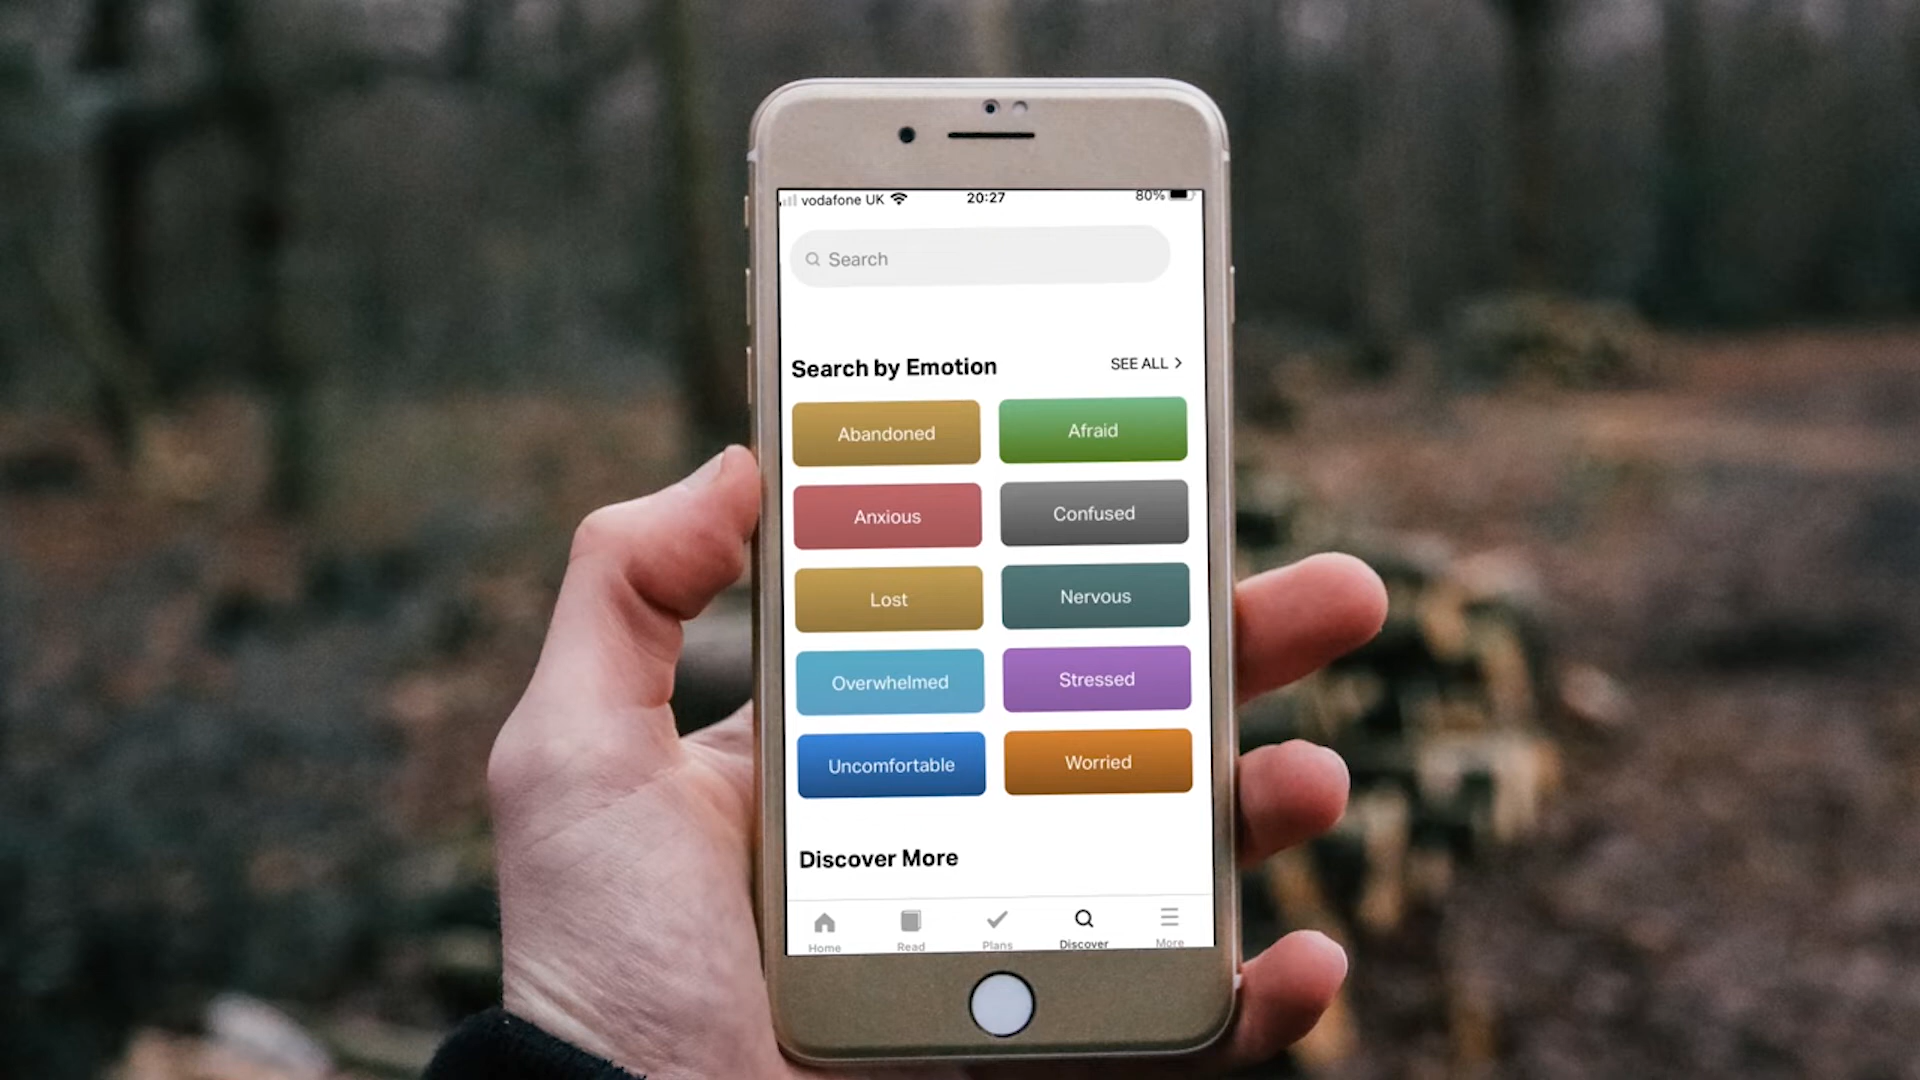 vodafone UK 20:27 80%
Search
Search by Emotion SEE ALL >
Abandoned Afraid
Anxious Confused
Lost Nervous
Overwhelmed Stressed
Uncomfortable Worried
Discover More
Home Read Plans Discover More